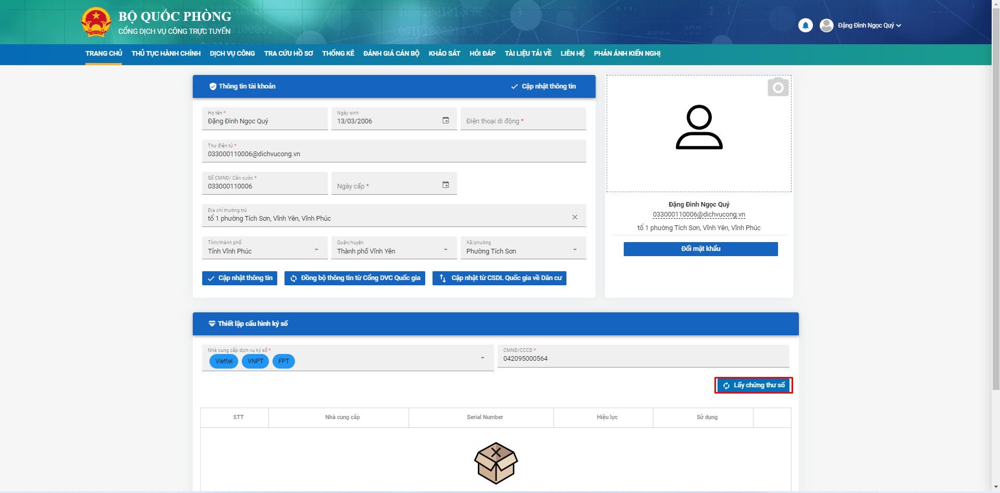 BỘ QUỐC PHÒNG
CỔNG DỊCH VỤ CÔNG TRỰC TUYẾN
Đặng Đình Ngọc Quý
TRANG CHỦ THỦ TỤC HÀNH CHÍNH DỊCH VỤ CÔNG TRA CỨU HỒ SƠ THỐNG KÊ ĐÁNH GIÁ CÁN BỘ KHẢO SÁT HỎI ĐÁP TÀI LIỆU TẢI VỀ LIÊN HỆ PHẢN ÁNH KIẾN NGHỊ
Thông tin tài khoản Cập nhật thông tin
Họ tên * Ngày sinh
Đặng Đình Ngọc Quý 13/03/2006 Điện thoại di động *
Thư điện tử *
033000110006@dichvucong.vn
Số CMND/ Căn cước *
033000110006 Ngày cấp *
Địa chỉ thường trú
tổ 1 phường Tích Sơn, Vĩnh Yên, Vĩnh Phúc
Tỉnh/thành phố Quận/huyện Xã/phường
Tỉnh Vĩnh Phúc Thành phố Vĩnh Yên Phường Tích Sơn
Cập nhật thông tin Đồng bộ thông tin từ Cổng DVC Quốc gia Cập nhật từ CSDL Quốc gia về Dân cư
Đặng Đình Ngọc Quý
033000110006@dichvucong.vn
tổ 1 phường Tích Sơn, Vĩnh Yên, Vĩnh Phúc
Đổi mật khẩu
Thiết lập cấu hình ký số
Nhà cung cấp dịch vụ ký số * CMND/CCCD *
Viettel VNPT FPT 042095000564
Lấy chứng thư số
STT Nhà cung cấp Serial Number Hiệu lực Sử dụng